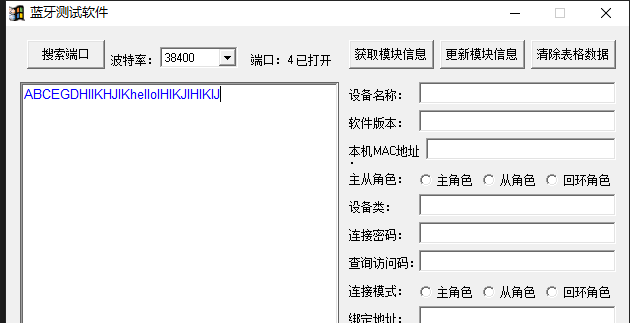 蓝牙测试软件
搜索端口 波特率： 38400 端口：4已打开 获取模块信息 更新模块信息 清除表格数据
ABCEGDHIIKHJIKhelloIHIKJIHIKIJ
设备名称：
软件版本：
本机MAC地址：
主从角色： 主角色 从角色 回环角色
设备类：
连接密码：
查询访问码：
连接模式： 主角色 从角色 回环角色
绑定地址：